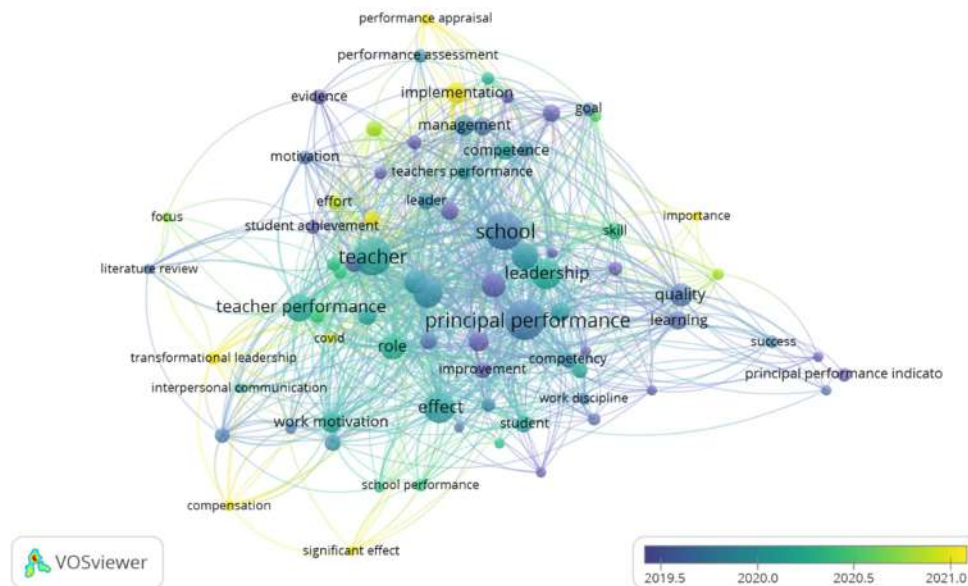 performance appraisal
performance assessment
implementation
evidence
goal
management
competence
motivation
teachers performance
effort
leader
focus
importance
student achievement
school
skill
teacher
literature review
leadership
quality
teacher performance
principal performance
learning
covid
role
success
transformational leadership
competency
improvement
principal performance indicato
interpersonal communication
work discipline
effect
work motivation
student
school performance
compensation
significant effect
VOSviewer
2019.5 2020.0 2020.5 2021.0